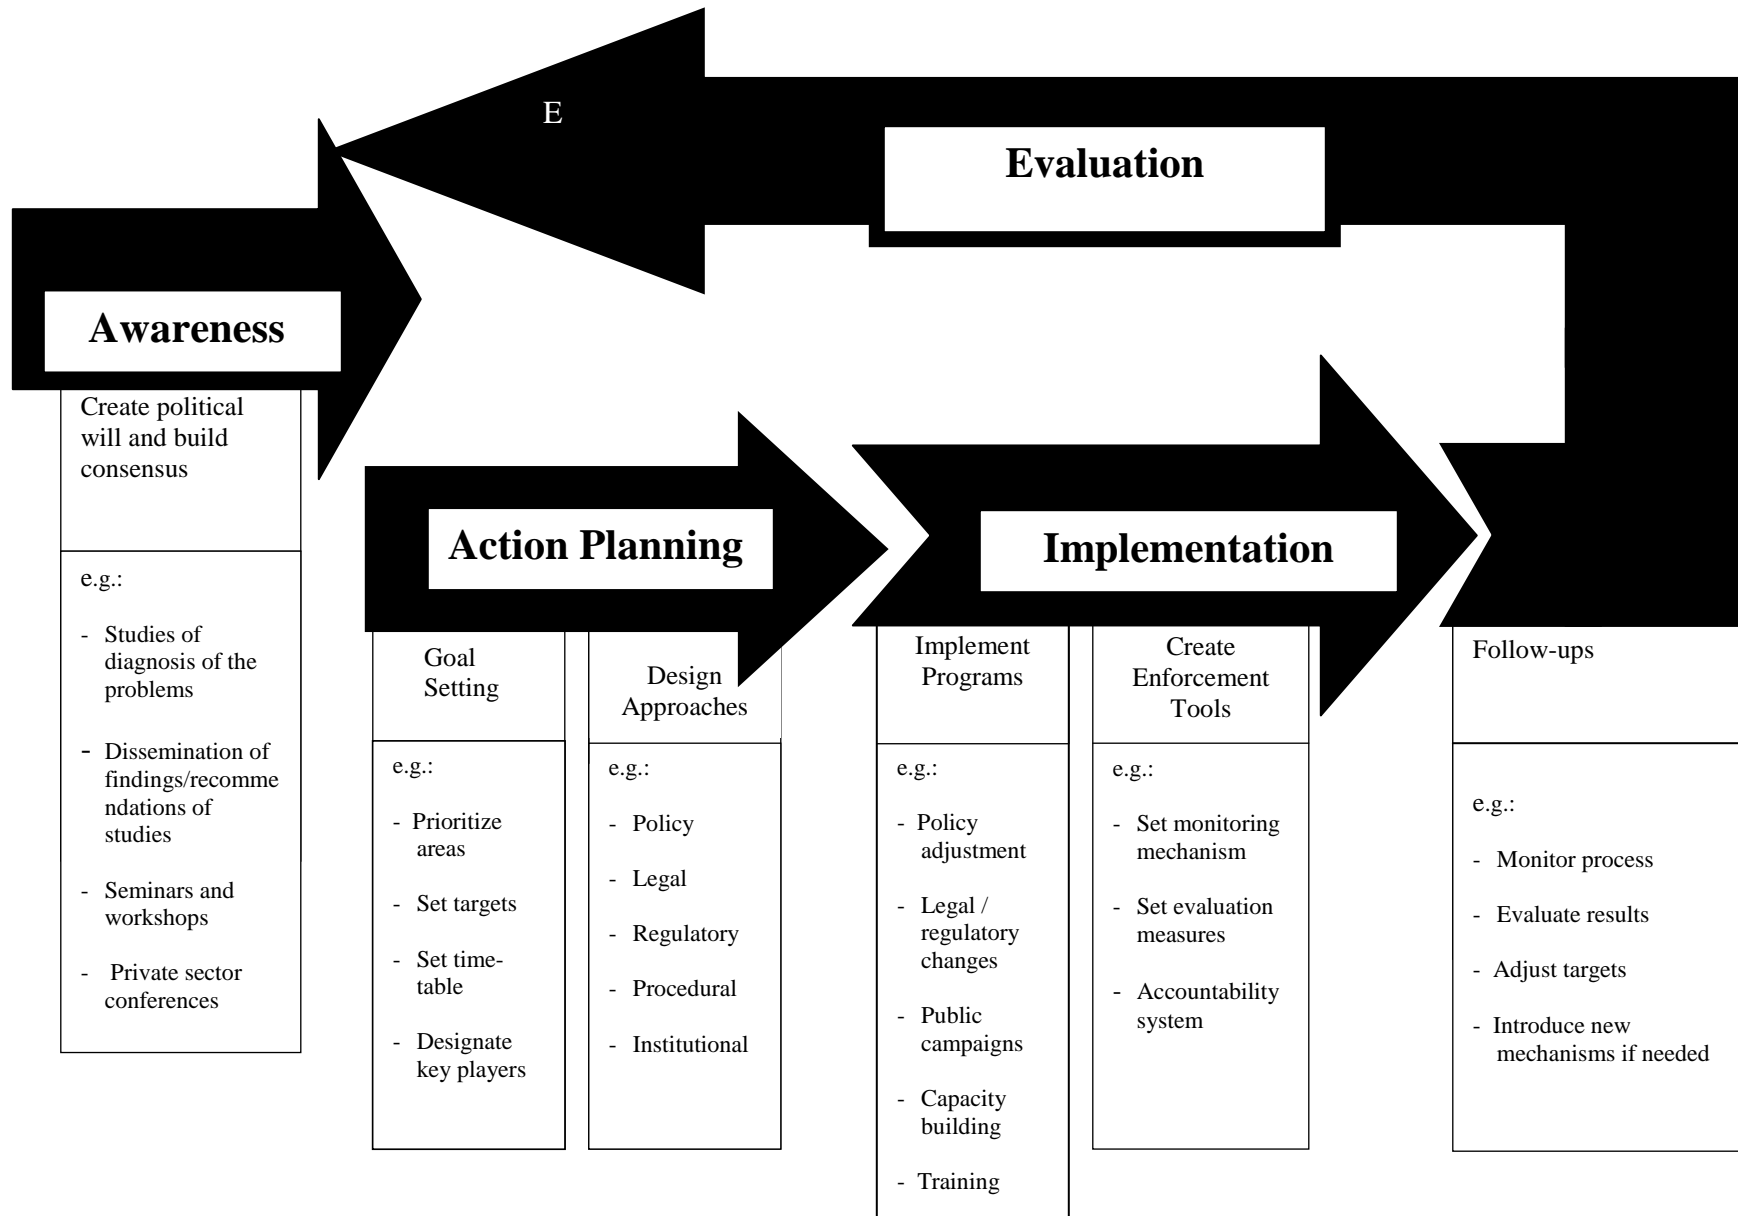 E
Evaluation
Awareness
Create political
will and build
consensus
e.g.:
- Studies of
diagnosis of the
problems
- Dissemination of
findings/recomme
ndations of
studies
- Seminars and
workshops
- Private sector
conferences
Action Planning
Goal
Setting
e.g.:
- Prioritize
areas
- Set targets
- Set time-
table
- Designate
key players
Design
Approaches
e.g.:
- Policy
- Legal
- Regulatory
- Procedural
- Institutional
Implementation
Implement
Programs
e.g.:
- Policy
adjustment
- Legal /
regulatory
changes
- Public
campaigns
- Capacity
building
- Training
Create
Enforcement
Tools
e.g.:
- Set monitoring
mechanism
- Set evaluation
measures
- Accountability
system
Follow-ups
e.g.:
- Monitor process
- Evaluate results
- Adjust targets
- Introduce new
mechanisms if needed